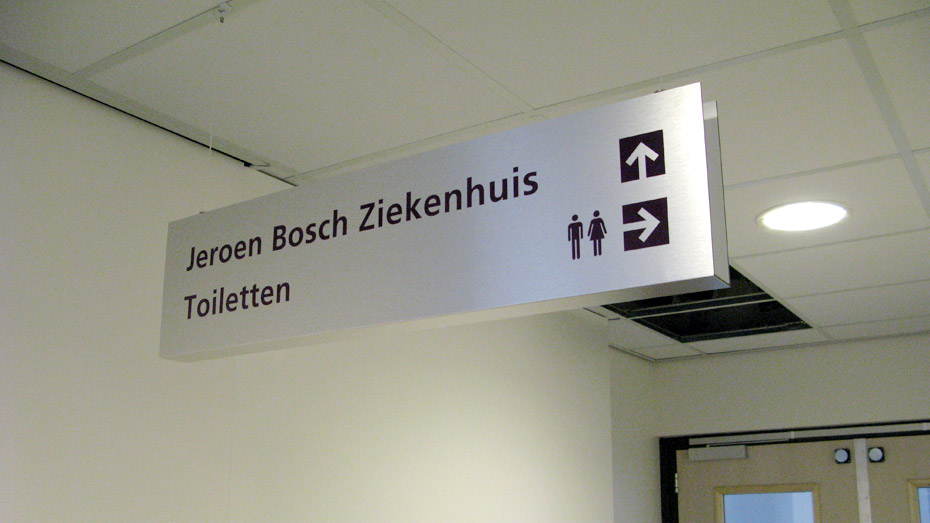 Jeroen Bosch Ziekenhuis
Toiletten